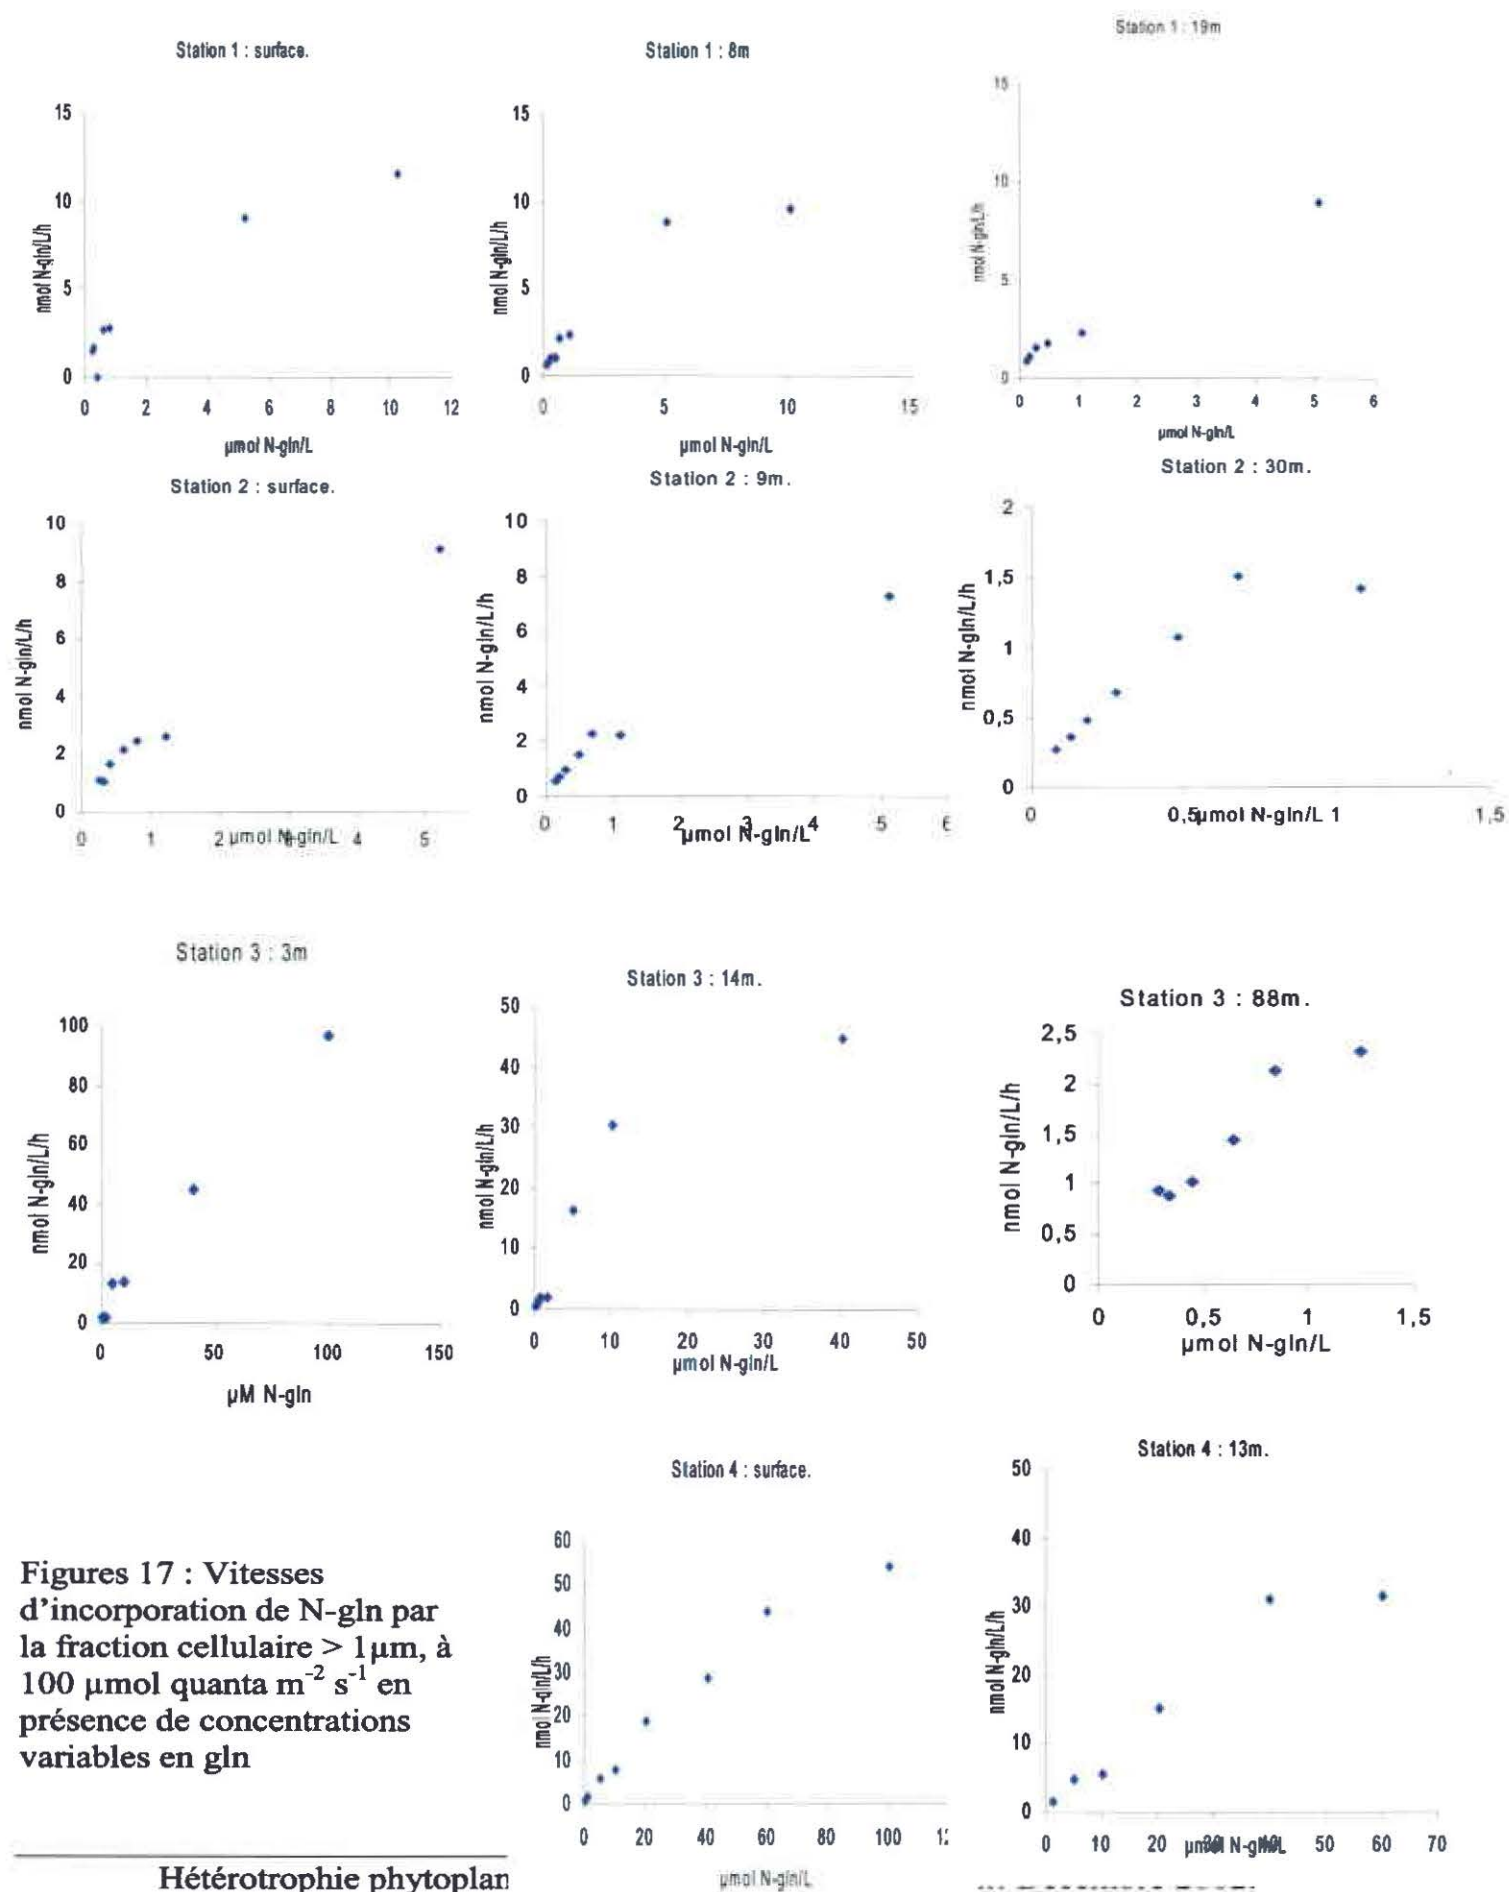 Station 1 : surface.
Station 1 : 8m
Station 1 : 19m
15
10
5
0
nmol N-gln/L/h
0 2 4 6 8 10 12
µmol N-gln/L
15
10
5
0
nmol N-gln/L/h
0 5 10 15
µmol N-gln/L
15
10
5
0
nmol N-gln/L/h
0 1 2 3 4 5 6
µmol N-gln/L
Station 2 : surface.
Station 2 : 9m.
Station 2 : 30m.
10
8
6
4
2
0
nmol N-gln/L/h
0 1 2 4 5
µmol N-gln/L
10
8
6
4
2
0
nmol N-gln/L/h
0 1 2 3 4 5 6
µmol N-gln/L
2
1,5
1
0,5
0
nmol N-gln/L/h
0 0,5 1 1,5
µmol N-gln/L
Station 3 : 3m
Station 3 : 14m.
Station 3 : 88m.
100
80
60
40
20
0
nmol N-gln/L/h
0 50 100 150
µM N-gln
50
40
30
20
10
0
nmol N-gln/L/h
0 10 20 30 40 50
µmol N-gln/L
2,5
2
1,5
1
0,5
0
nmol N-gln/L/h
0 0,5 1 1,5
µmol N-gln/L
Station 4 : surface.
Station 4 : 13m.
60
50
40
30
20
10
0
nmol N-gln/L/h
0 20 40 60 80 100
µmol N-gln/L
50
40
30
20
10
0
nmol N-gln/L/h
0 10 20 30 40 50 60 70
µmol N-gln/L
Figures 17 : Vitesses
d'incorporation de N-gln par
la fraction cellulaire > 1µm, à
100 µmol quanta m⁻² s⁻¹ en
présence de concentrations
variables en gln
Hétérotrophie phytoplan